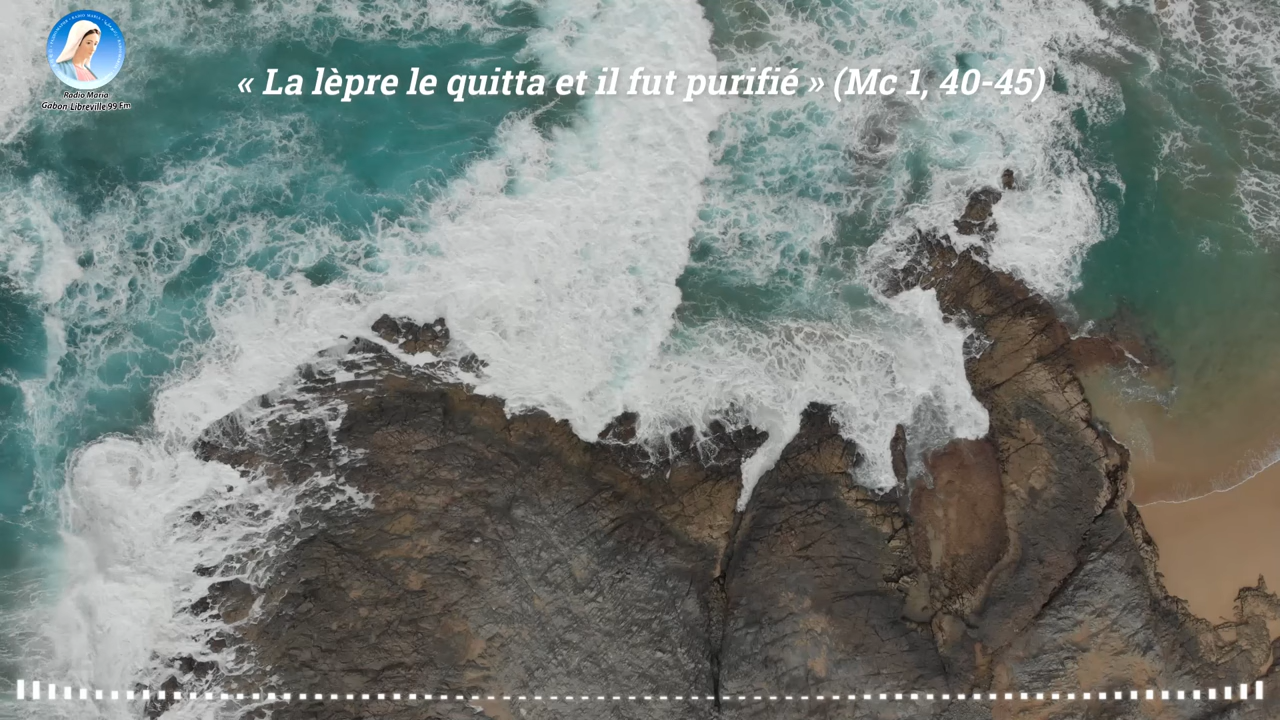 « La lèpre le quitta et il fut purifié » (Mc 1, 40-45)
Radio Maria
Gabon-Libreville 99 Fm